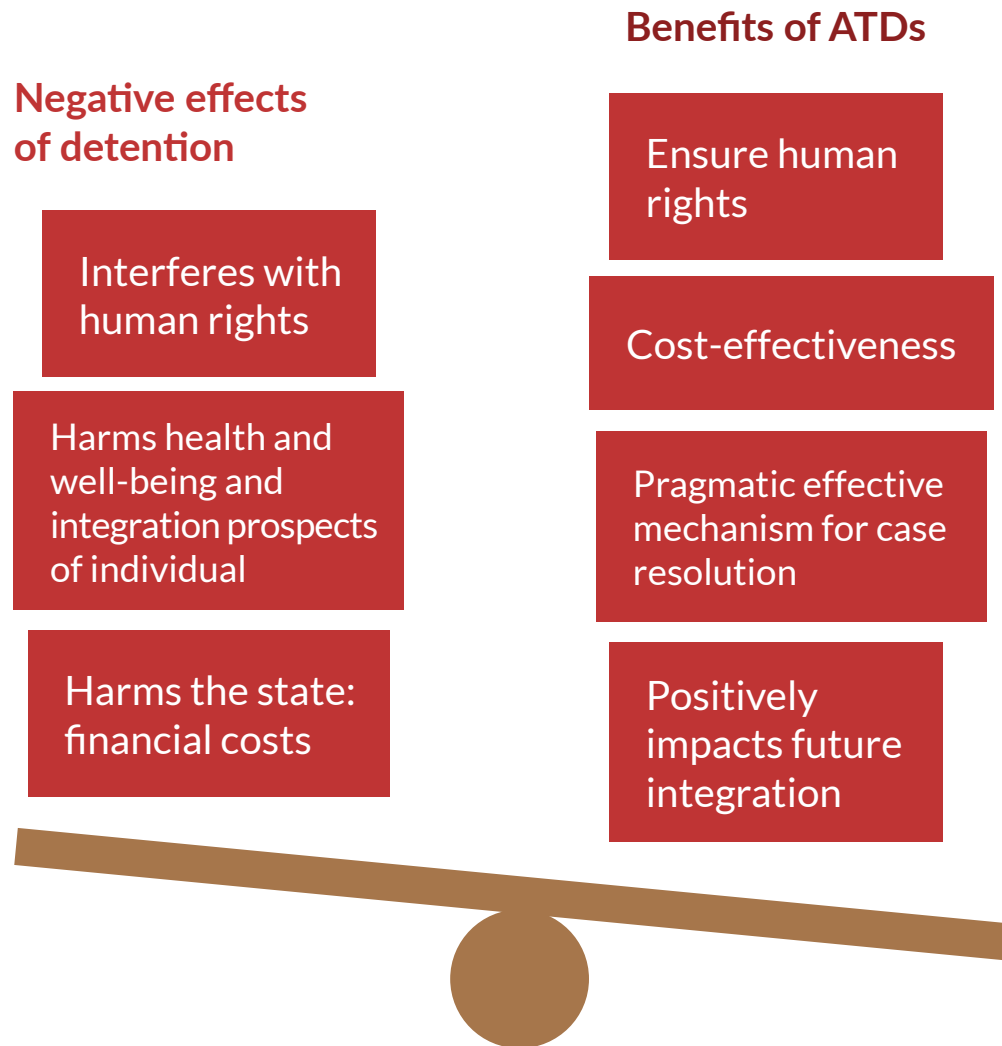 Negative effects
of detention
Interferes with
human rights
Harms health and
well-being and
integration prospects
of individual
Harms the state:
financial costs
Benefits of ATDs
Ensure human
rights
Cost-effectiveness
Pragmatic effective
mechanism for case
resolution
Positively
impacts future
integration